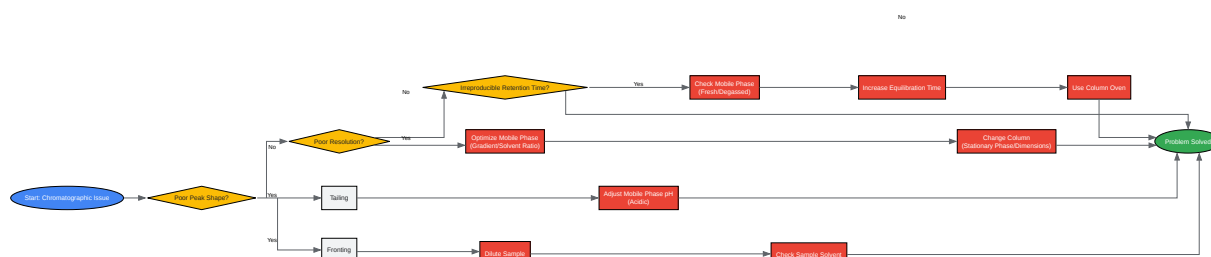 No
Irreproducible Retention Time?
Yes
Check Mobile Phase
(Fresh/Degassed)
Increase Equilibration Time
Use Column Oven
No
Poor Resolution?
Yes
Optimize Mobile Phase
(Gradient/Solvent Ratio)
Change Column
(Stationary Phase/Dimensions)
Problem Solved
No
Start: Chromatographic Issue
Poor Peak Shape?
Yes
Tailing
Adjust Mobile Phase pH
(Acidic)
Yes
Fronting
Dilute Sample
Check Sample Solvent